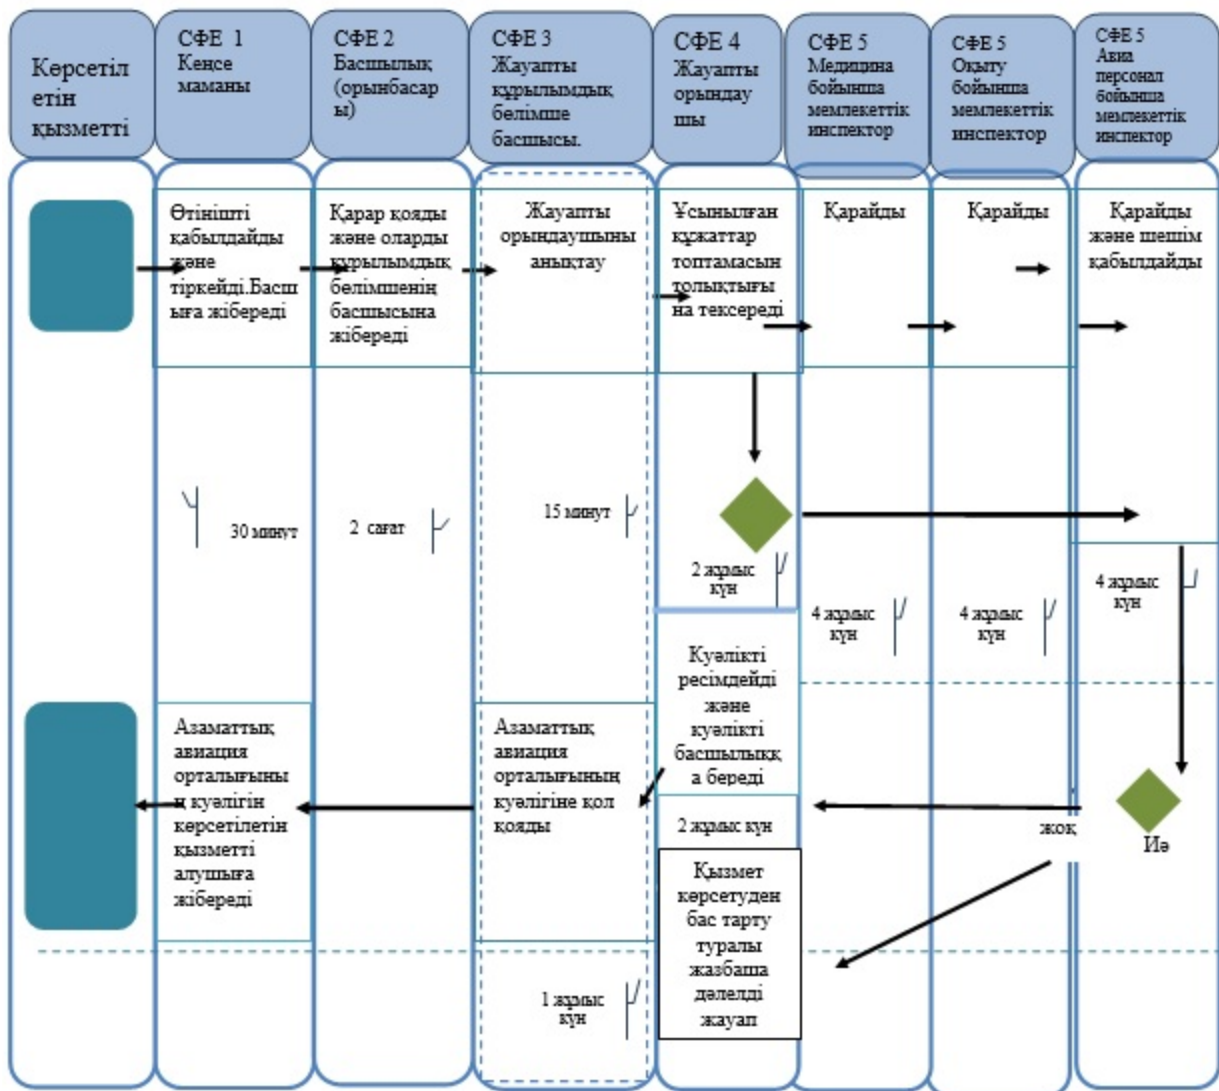 Көрсетіл
етін
қызметті
СФЕ 1
Кеңсе
маманы
СФЕ 2
Басшылық
(орынбасар
ы)
СФЕ 3
Жауапты
құрылымдық
бөлімше
басшысы.
СФЕ 4
Жауапты
орындау
шы
СФЕ 5
Медицина
бойынша
мемлекеттік
инспектор
СФЕ 5
Оқыту
бойынша
мемлекеттік
инспектор
СФЕ 5
Авиа
персонал
бойынша
мемлекеттік
инспектор
Өтінішті
қабылдайды
және
тіркейді.Басш
ыға жібереді
Қарар қояды
және оларды
құрылымдық
бөлімшенің
басшысына
жібереді
Жауапты
орындаушыны
анықтау
Ұсынылған
құжаттар
топтамасын
толықтығы
на тексереді
Қарайды
Қарайды
Қарайды
және шешім
қабылдайды
30 минут
2 сағат
15 минут
2 жұмыс
күн
4 жұмыс
күн
4 жұмыс
күн
4 жұмыс
күн
Азаматтық
авиация
орталығыны
ң куәлігін
көрсетілетін
қызметті
алушыға
жібереді
Азаматтық
авиация
орталығының
куәлігіне қол
қояды
1 жұмыс
күн
Куәлікті
ресімдейді
және
куәлікті
басшылыққ
а береді
2 жұмыс күн
Қызмет
көрсетуден
бас тарту
туралы
жазбаша
дәлелді
жауап
жоқ
Иә